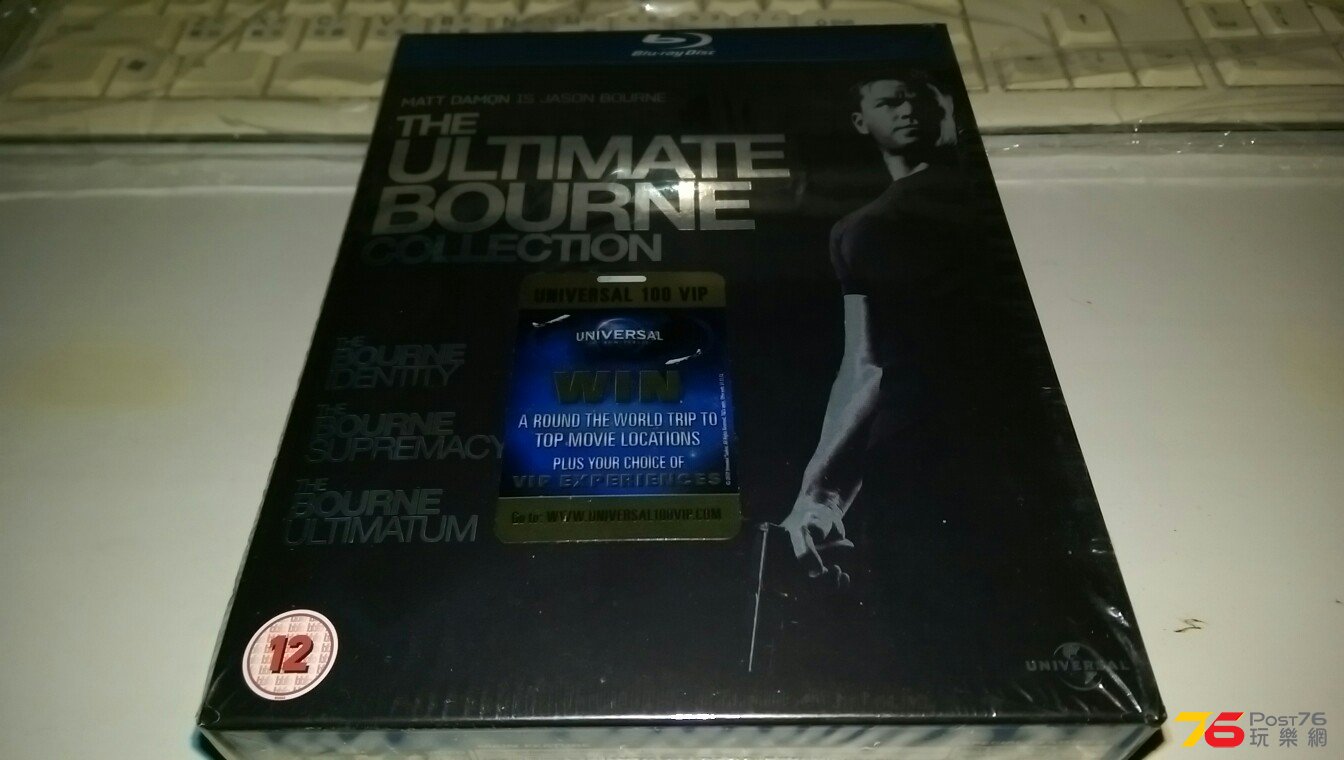 Blu-ray Disc
MATT DAMON IS JASON BOURNE
THE
ULTIMATE
BOURNE
COLLECTION
UNIVERSAL 100 VIP
UNIVERSAL
WIN
A ROUND THE WORLD TRIP TO
TOP MOVIE LOCATIONS
PLUS YOUR CHOICE OF
VIP EXPERIENCES
Go to: WWW.UNIVERSAL100VIP.COM
THE
BOURNE
IDENTITY
THE
BOURNE
SUPREMACY
THE
BOURNE
ULTIMATUM
12
UNIVERSAL
76 Post76
玩樂網